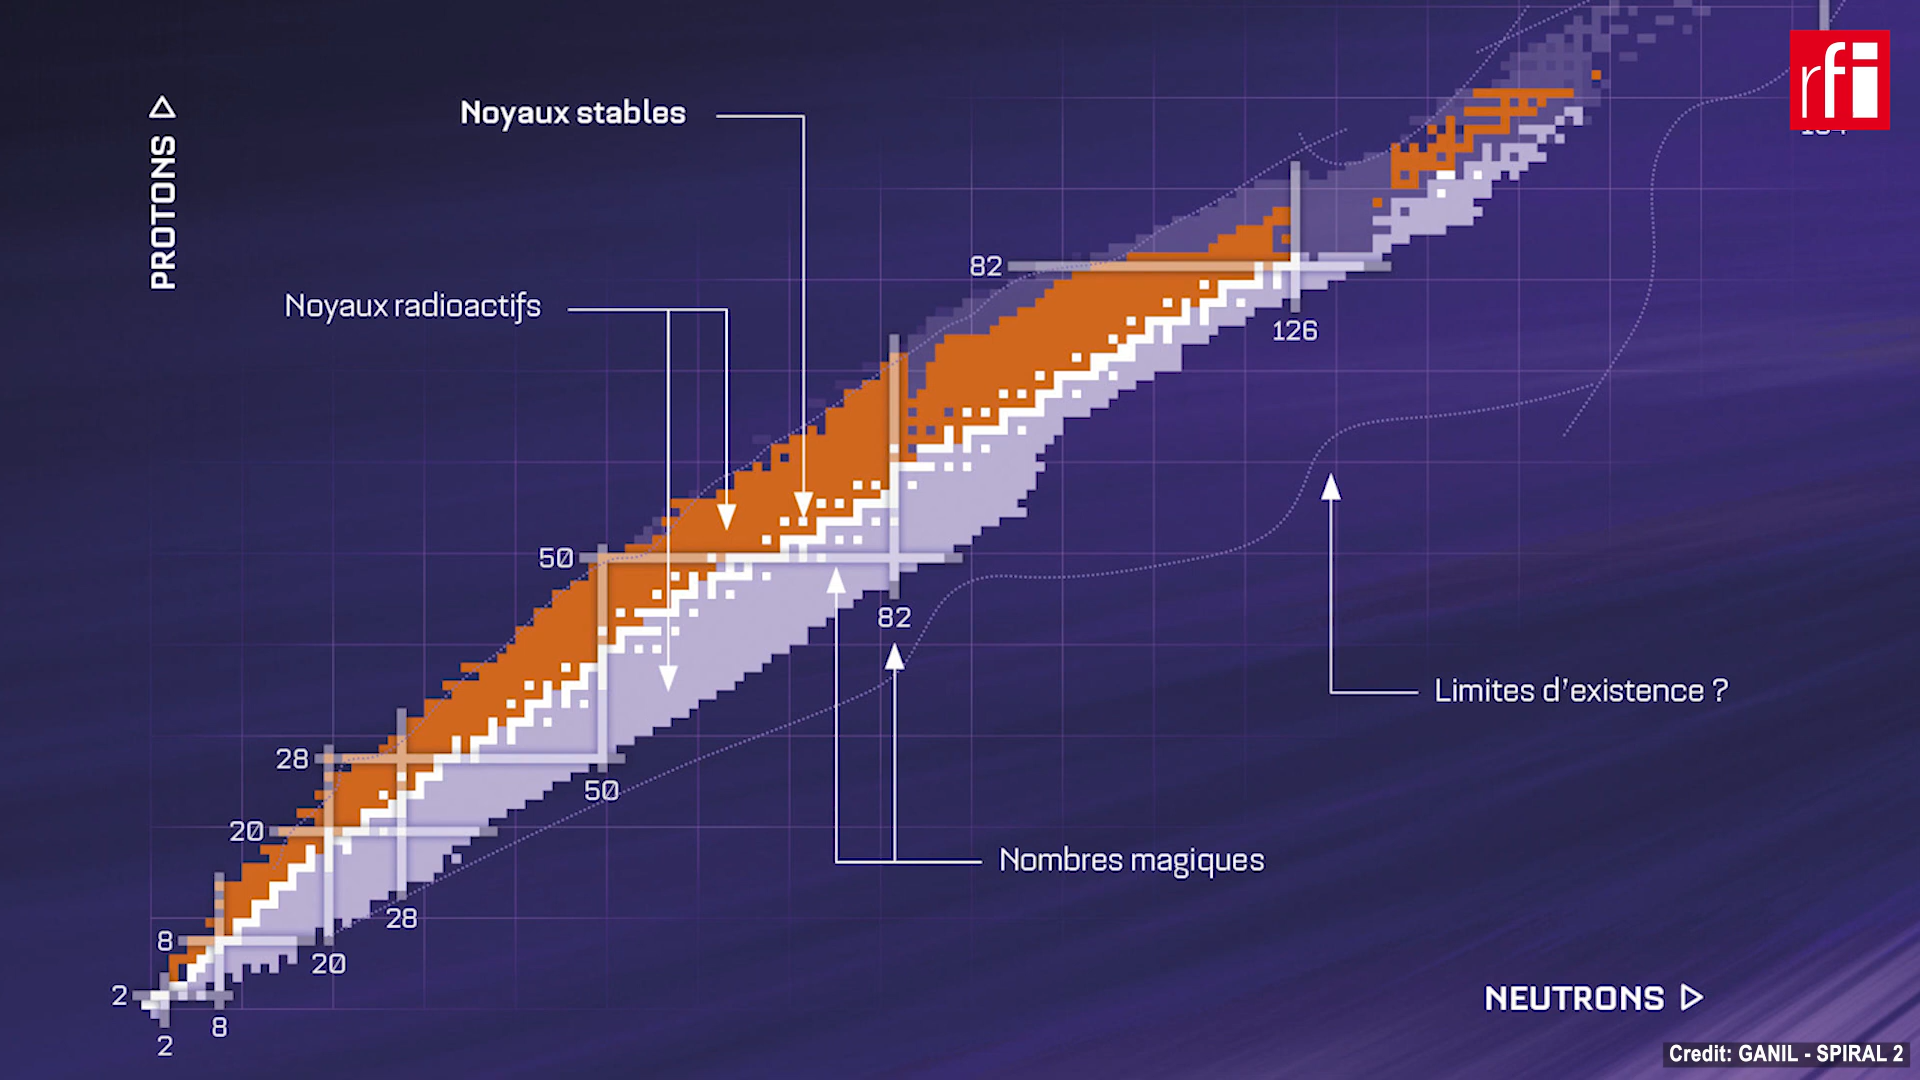 rfi
Noyaux stables
PROTONS
Noyaux radioactifs
82
126
50
82
Limites d'existence ?
28
50
20
Nombres magiques
28
8
20
2
8
2
NEUTRONS
Credit: GANIL - SPIRAL 2